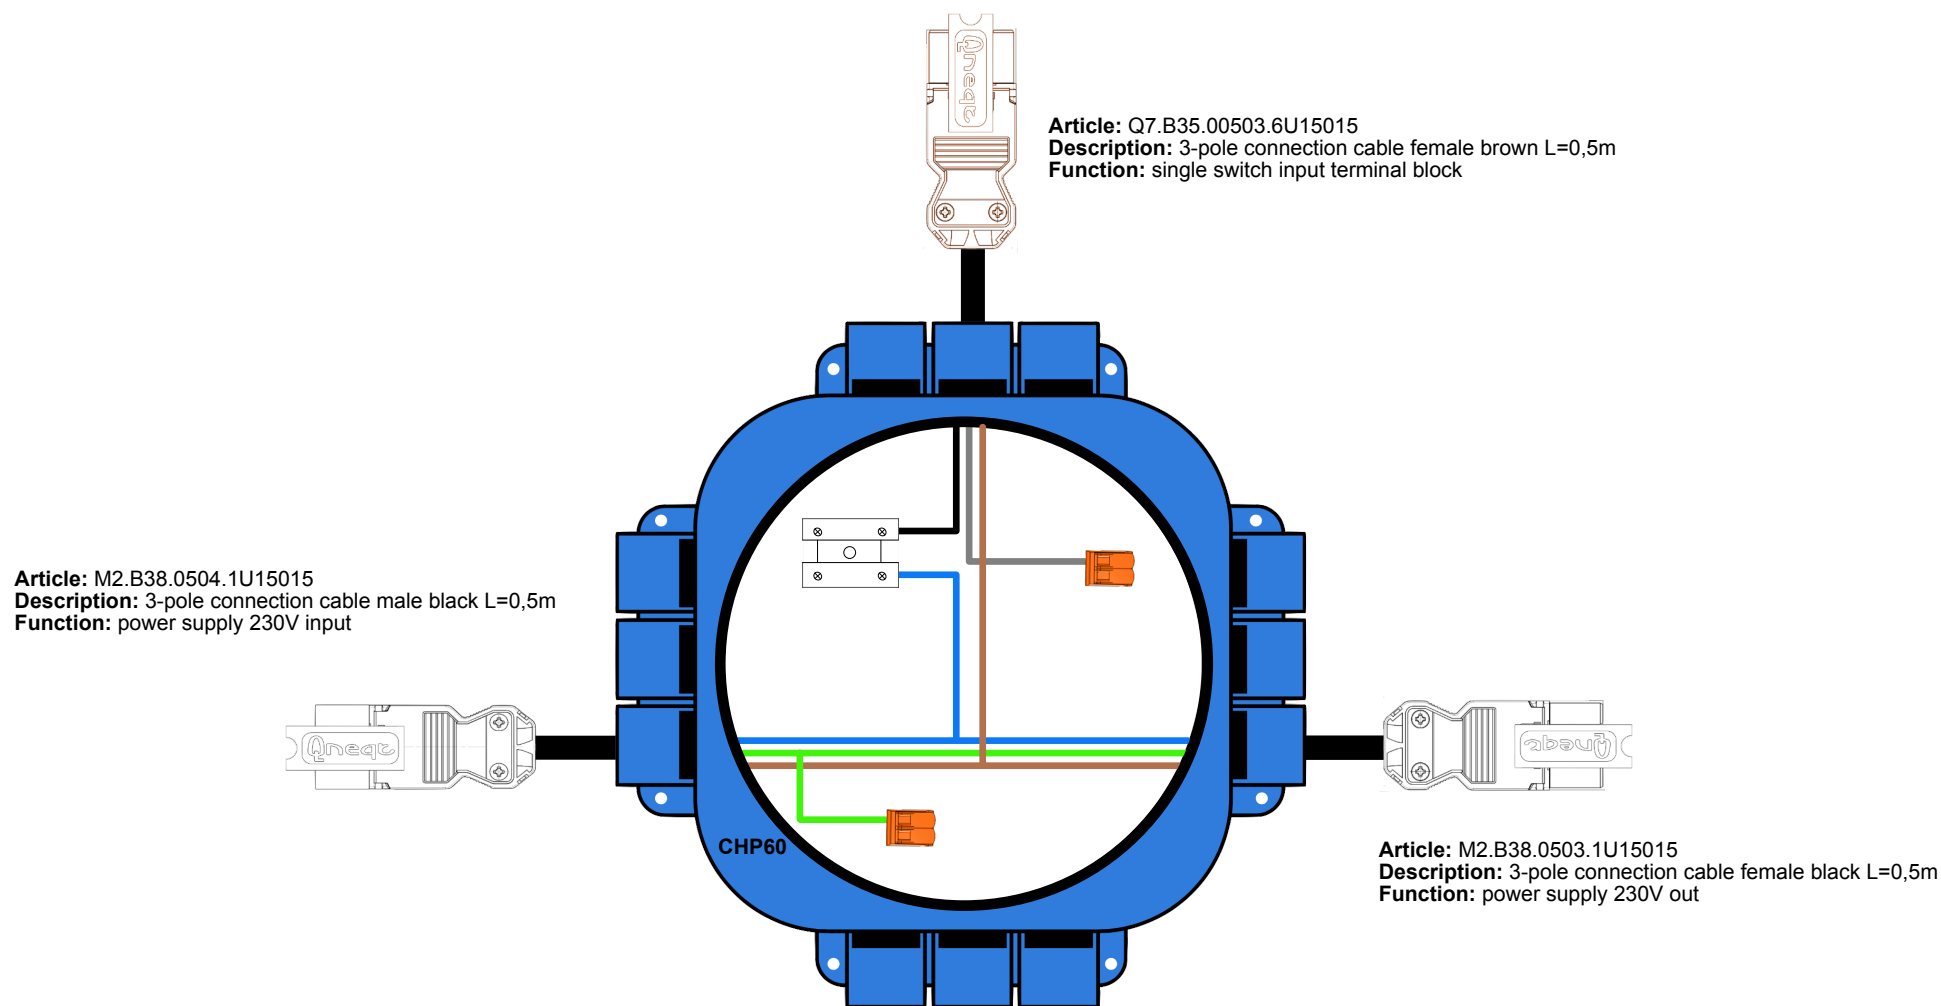 Qneqt
Article: Q7.B35.00503.6U15015
Description: 3-pole connection cable female brown L=0,5m
Function: single switch input terminal block
Article: M2.B38.0504.1U15015
Description: 3-pole connection cable male black L=0,5m
Function: power supply 230V input
Qneqt
Qneqt
CHP60
Article: M2.B38.0503.1U15015
Description: 3-pole connection cable female black L=0,5m
Function: power supply 230V out